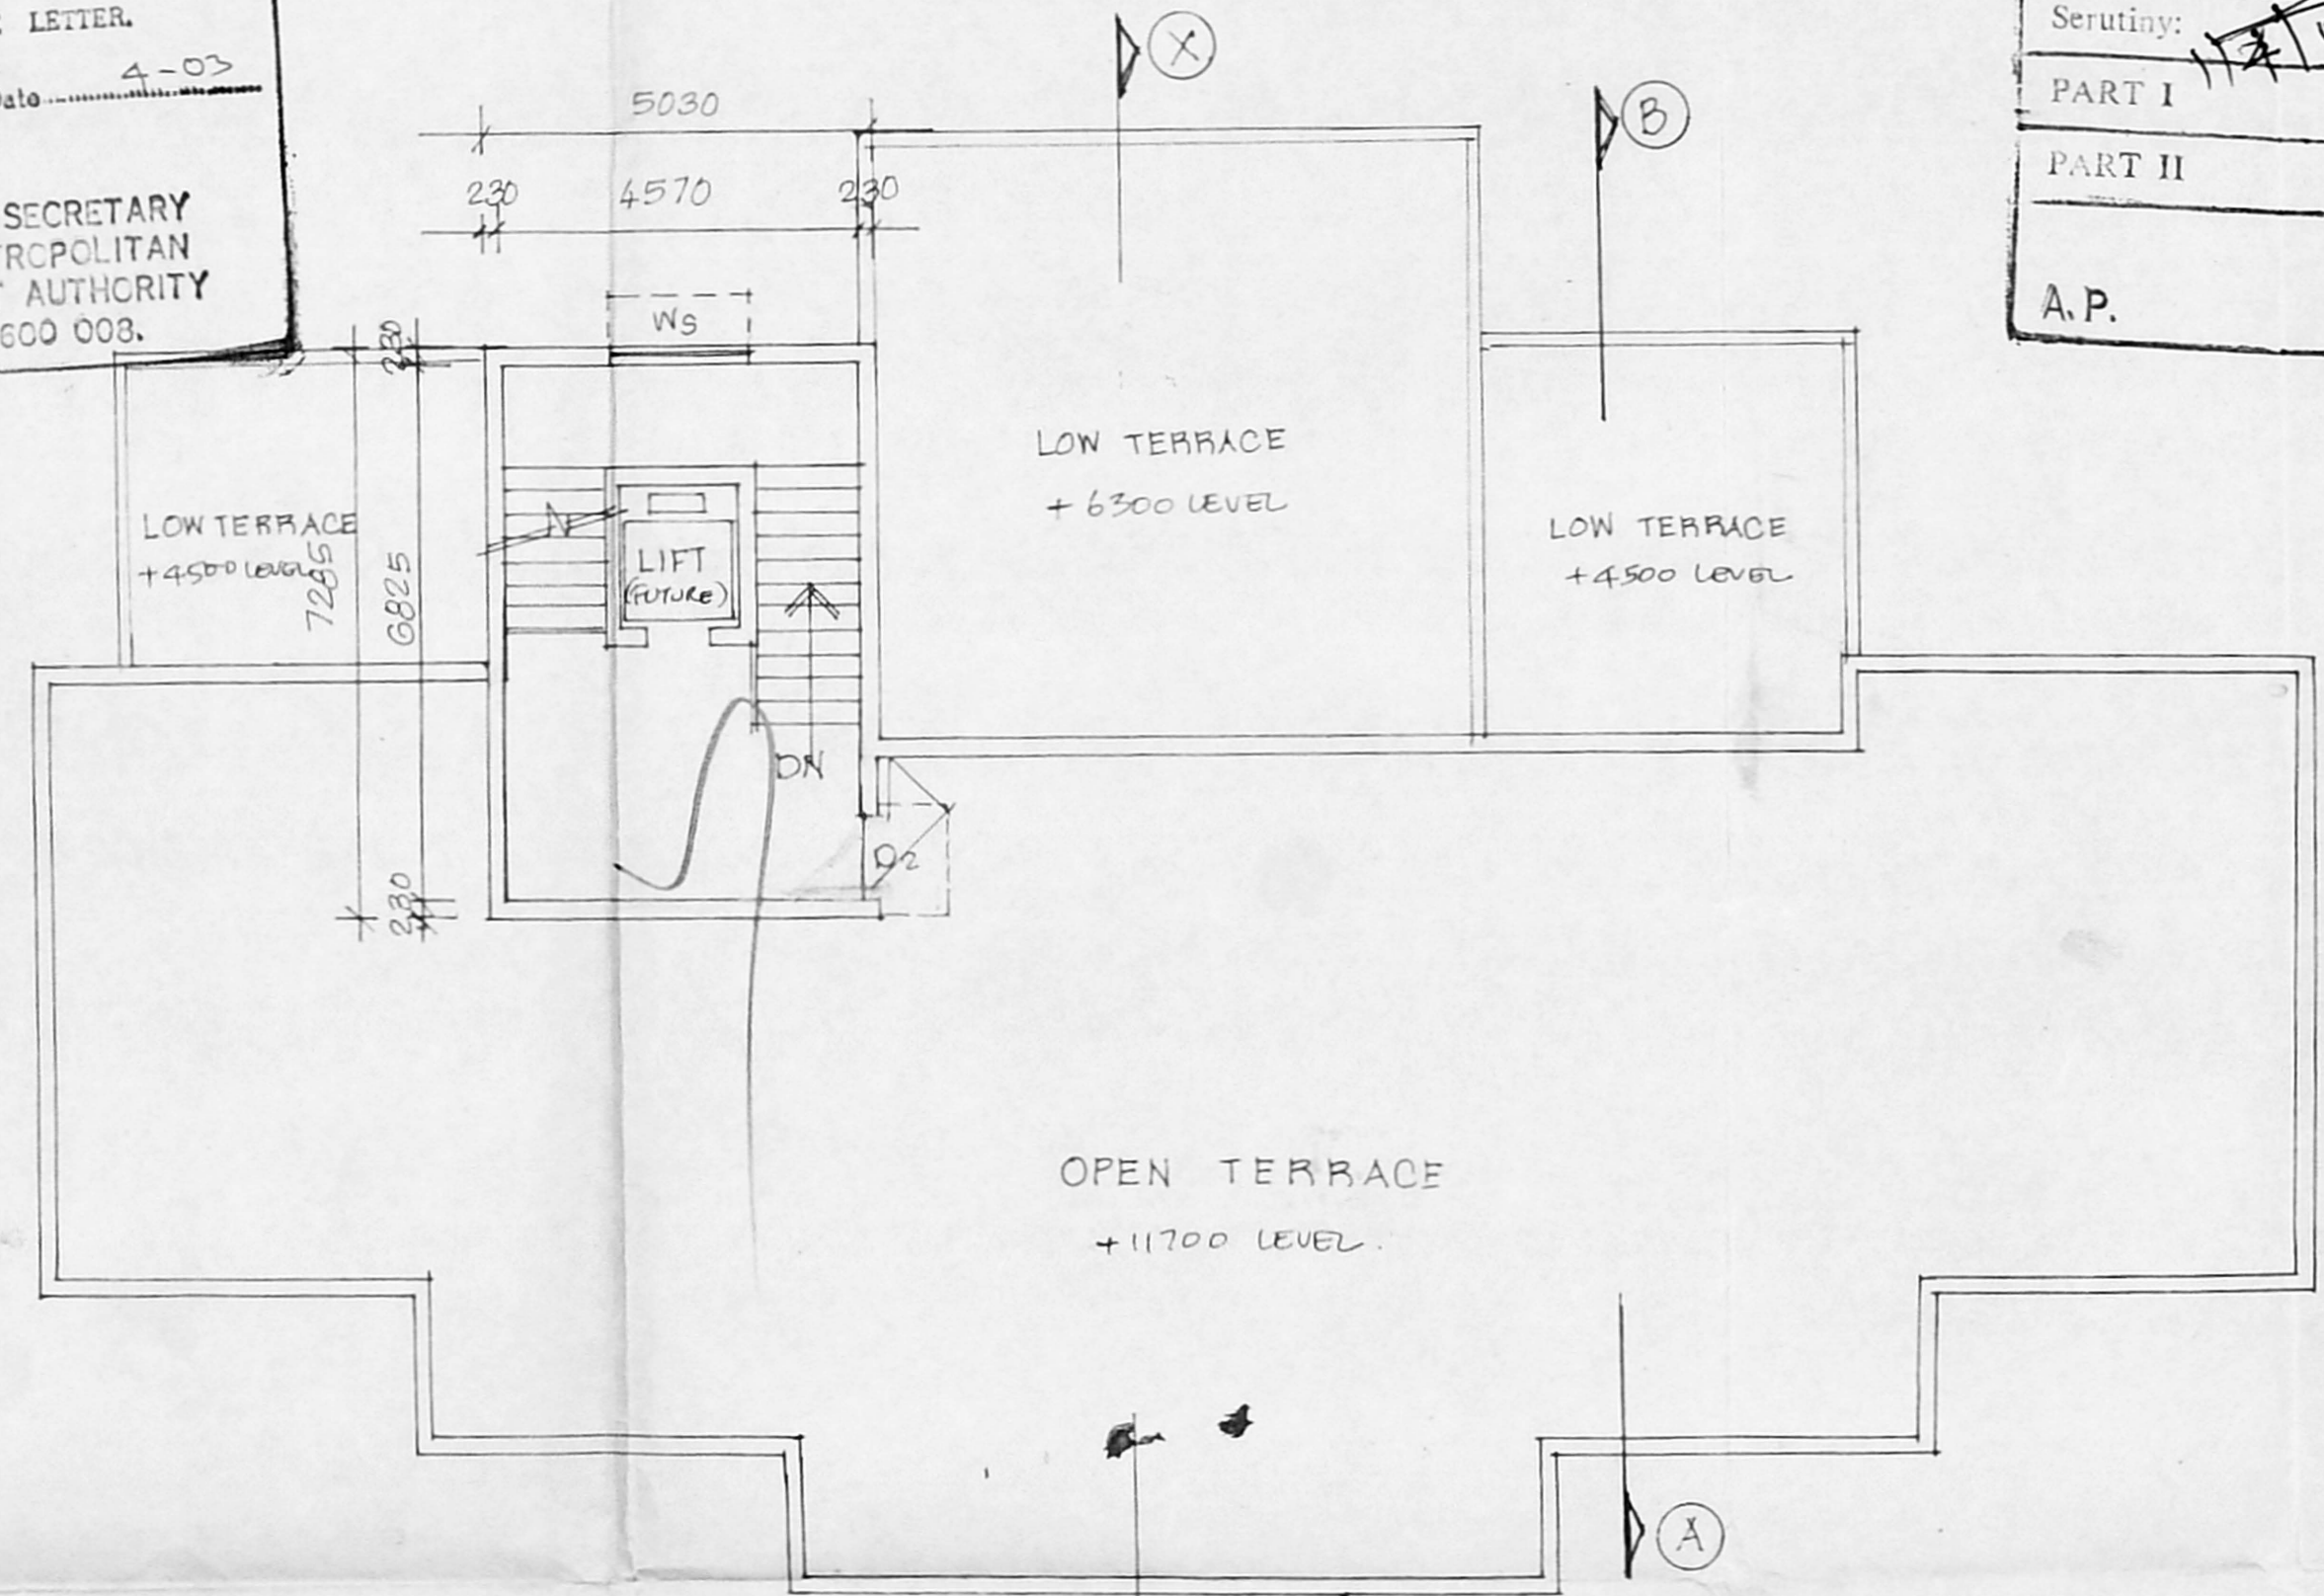 LETTER.
Date 4-03
SECRETARY
AUTHORITY
600 008.
Scrutiny:
PART I
PART II
A.P.
X
B
5030
230 4570 230
WS
230
LOW TERRACE
+4500 LEVEL
7285
6825
230
LIFT
(FUTURE)
DN
D2
LOW TERRACE
+ 6300 LEVEL
LOW TERRACE
+4500 LEVEL
OPEN TERRACE
+11700 LEVEL.
A